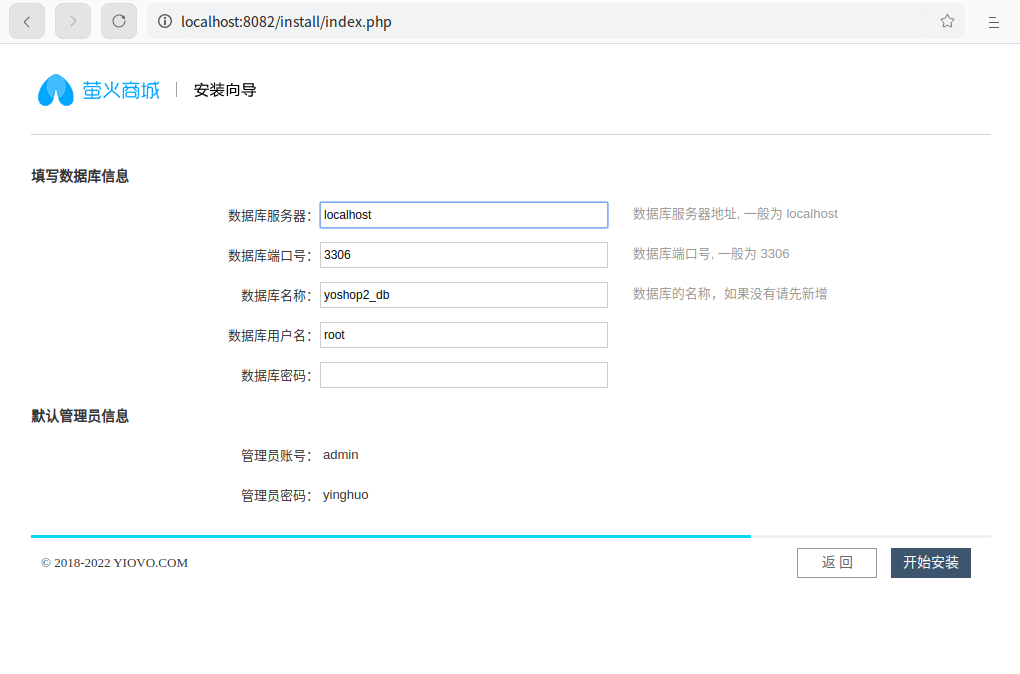 localhost:8082/install/index.php
萤火商城 安装向导
填写数据库信息
数据库服务器： localhost 数据库服务器地址, 一般为 localhost
数据库端口号： 3306 数据库端口号, 一般为 3306
数据库名称： yoshop2_db 数据库的名称，如果没有请先新增
数据库用户名： root
数据库密码：
默认管理员信息
管理员账号： admin
管理员密码： yinghuo
© 2018-2022 YIOVO.COM 返 回 开始安装